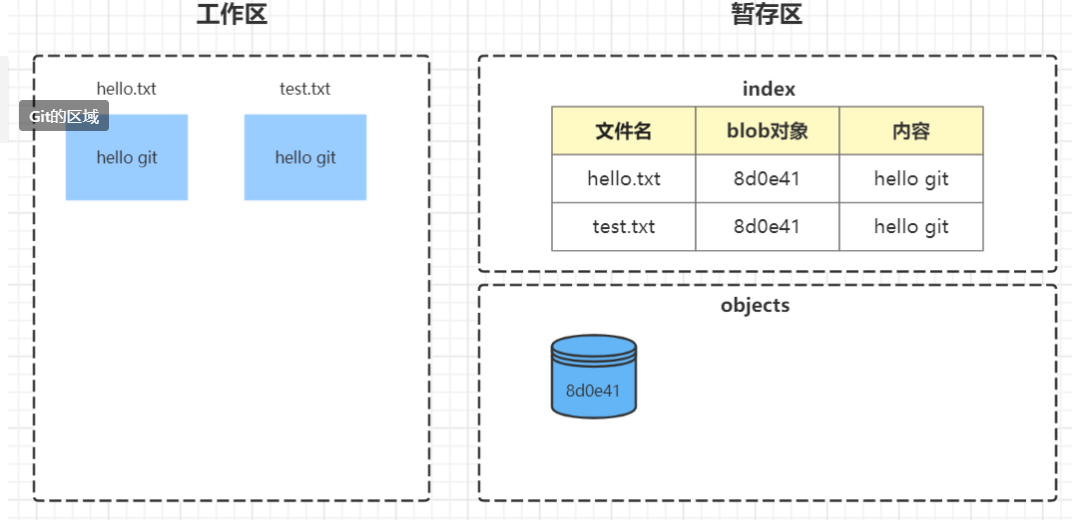 工作区
暂存区
hello.txt
test.txt
Git的区域
hello git
hello git
index
文件名 blob对象 内容
hello.txt 8d0e41 hello git
test.txt 8d0e41 hello git
objects
8d0e41